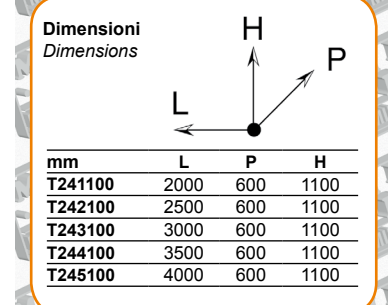 Dimensioni
Dimensions
H
P
L
mm L P H
T241100 2000 600 1100
T242100 2500 600 1100
T243100 3000 600 1100
T244100 3500 600 1100
T245100 4000 600 1100